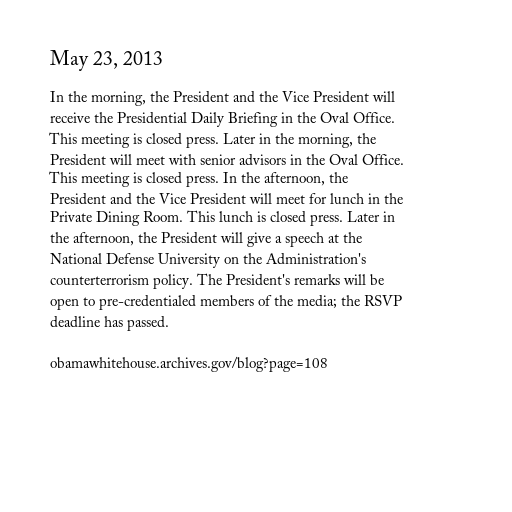 May 23, 2013
In the morning, the President and the Vice President will
receive the Presidential Daily Briefing in the Oval Office.
This meeting is closed press. Later in the morning, the
President will meet with senior advisors in the Oval Office.
This meeting is closed press. In the afternoon, the
President and the Vice President will meet for lunch in the
Private Dining Room. This lunch is closed press. Later in
the afternoon, the President will give a speech at the
National Defense University on the Administration's
counterterrorism policy. The President's remarks will be
open to pre-credentialed members of the media; the RSVP
deadline has passed.
obamawhitehouse.archives.gov/blog?page=108